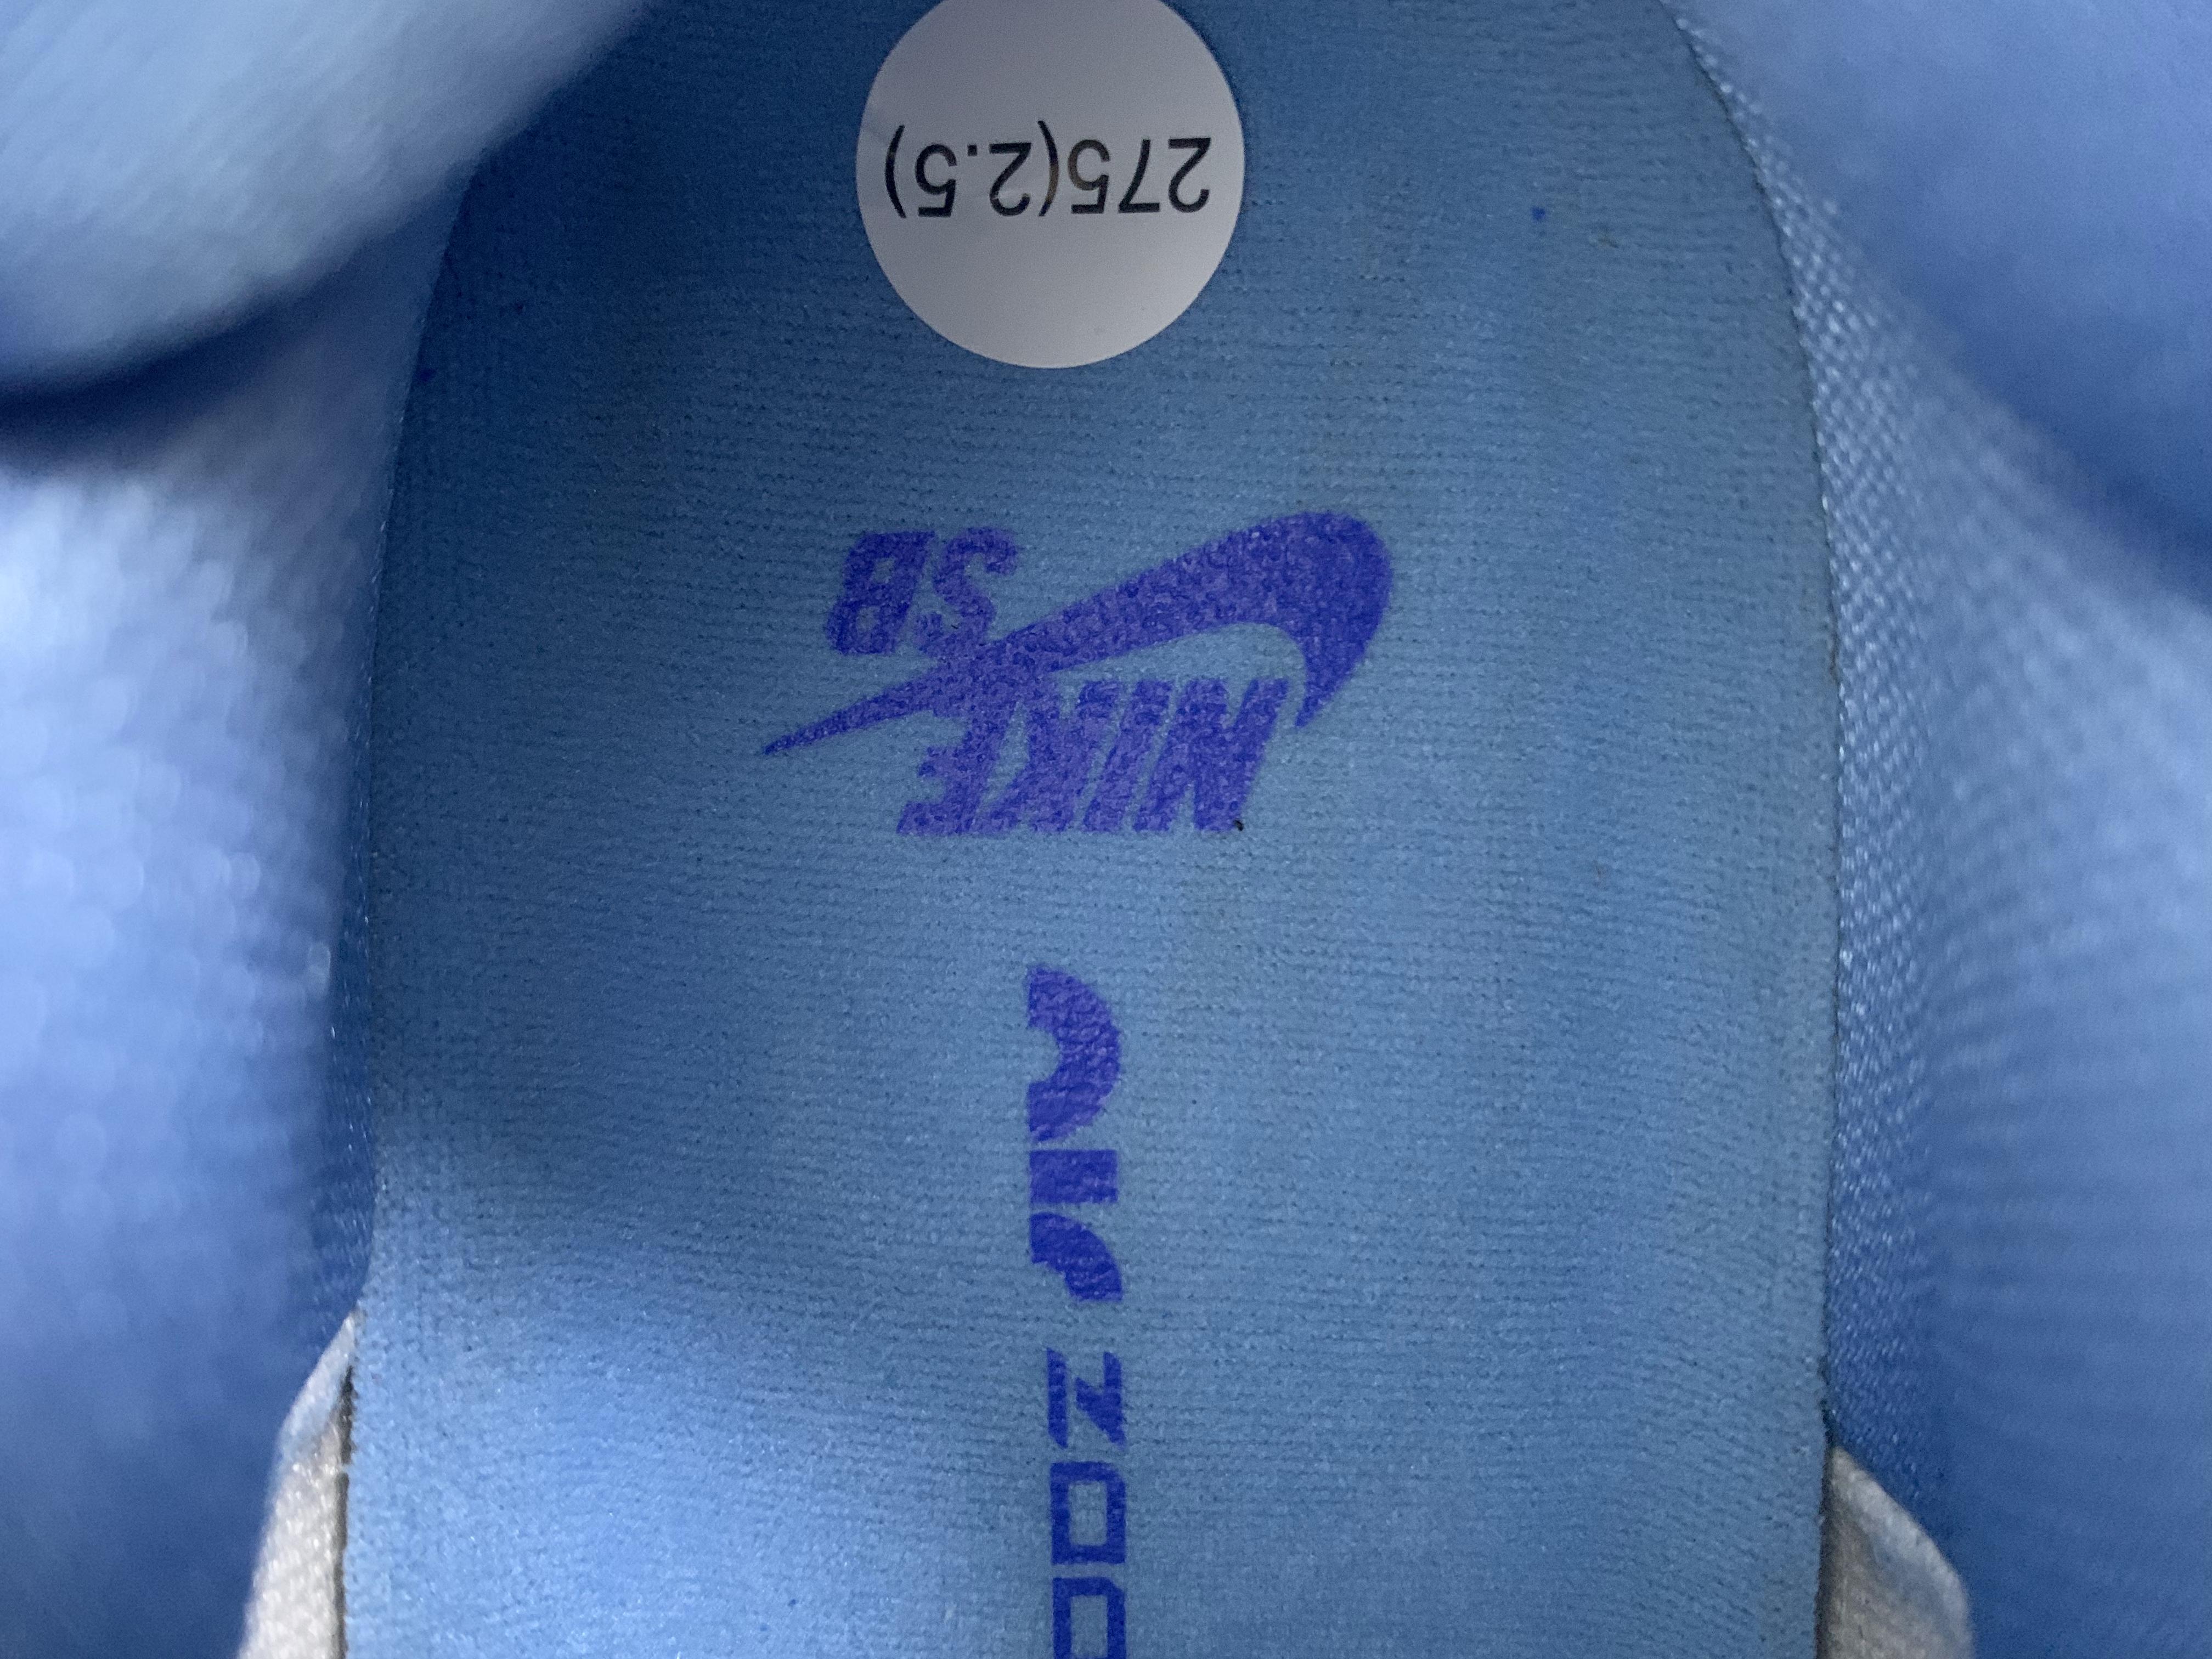 275(2.5)
SB
NIKE
air zoo